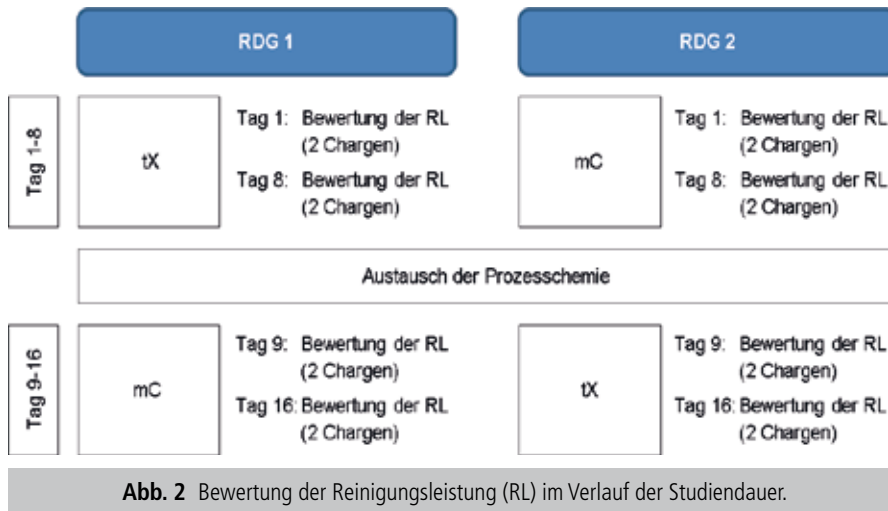 RDG 1
RDG 2
Tag 1-8
tX
Tag 1: Bewertung der RL
(2 Chargen)
Tag 8: Bewertung der RL
(2 Chargen)
mC
Tag 1: Bewertung der RL
(2 Chargen)
Tag 8: Bewertung der RL
(2 Chargen)
Austausch der Prozesschemie
Tag 9-16
mC
Tag 9: Bewertung der RL
(2 Chargen)
Tag 16: Bewertung der RL
(2 Chargen)
tX
Tag 9: Bewertung der RL
(2 Chargen)
Tag 16: Bewertung der RL
(2 Chargen)
Abb. 2 Bewertung der Reinigungsleistung (RL) im Verlauf der Studiendauer.